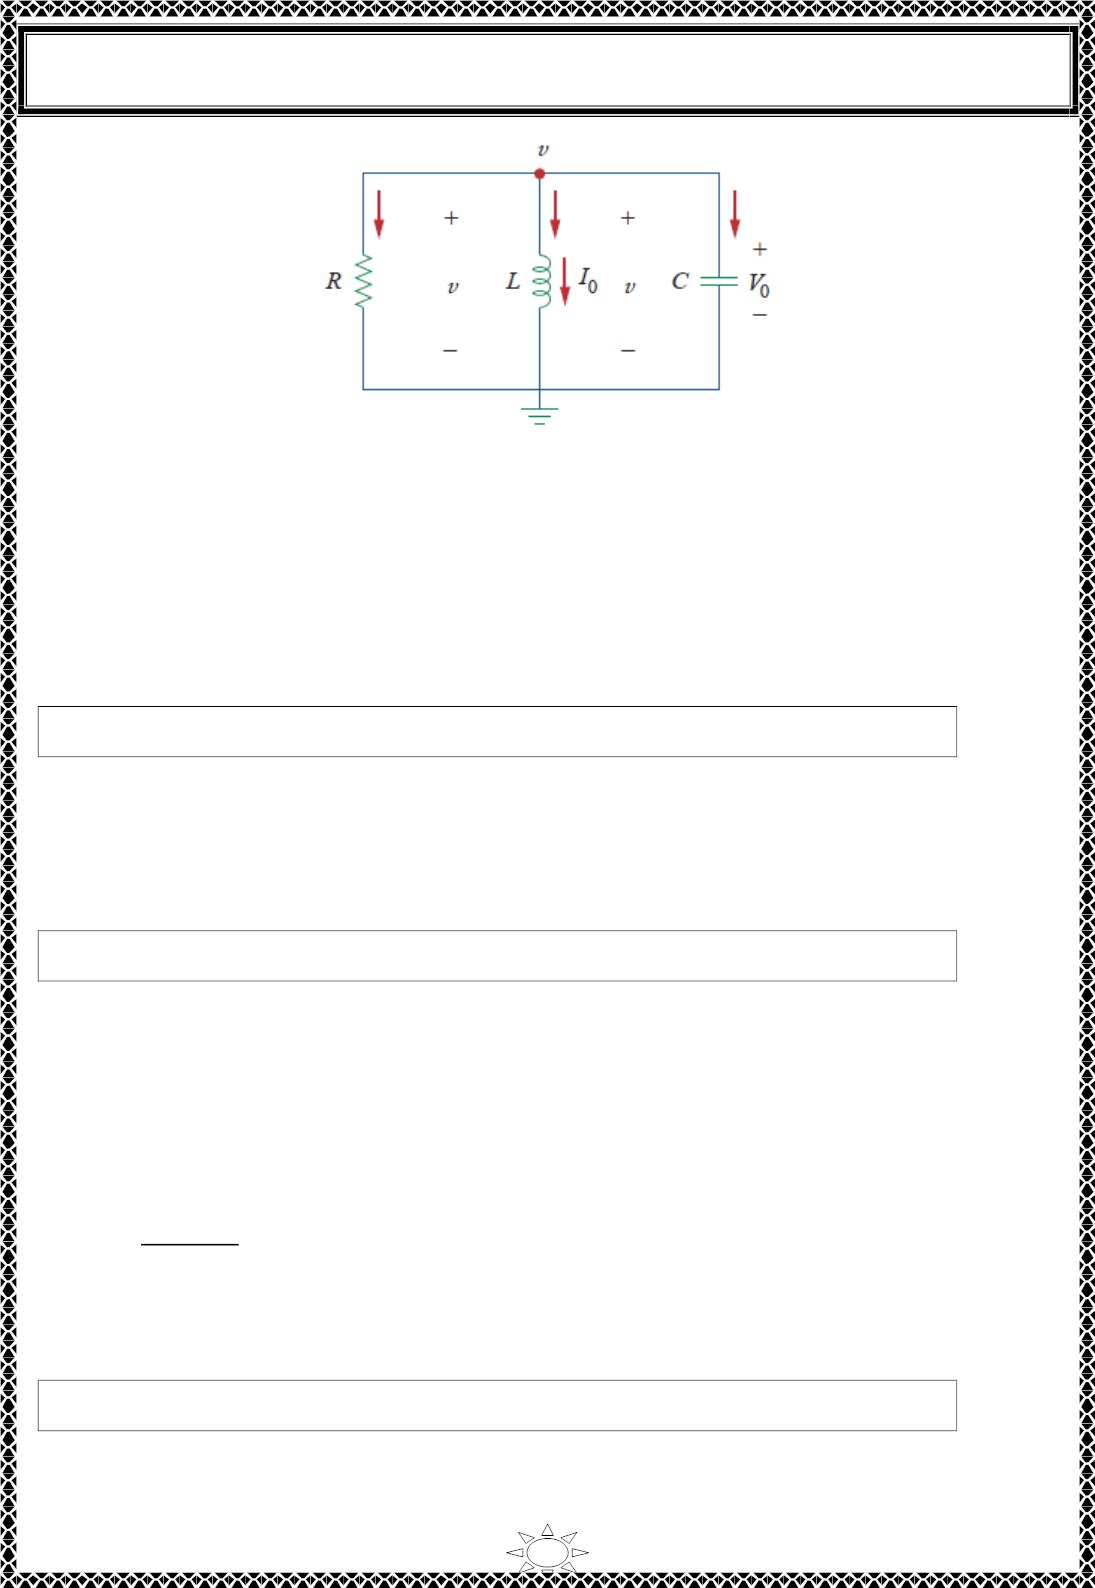 v
+ +
+
R v L I0 v C V0
−
− −